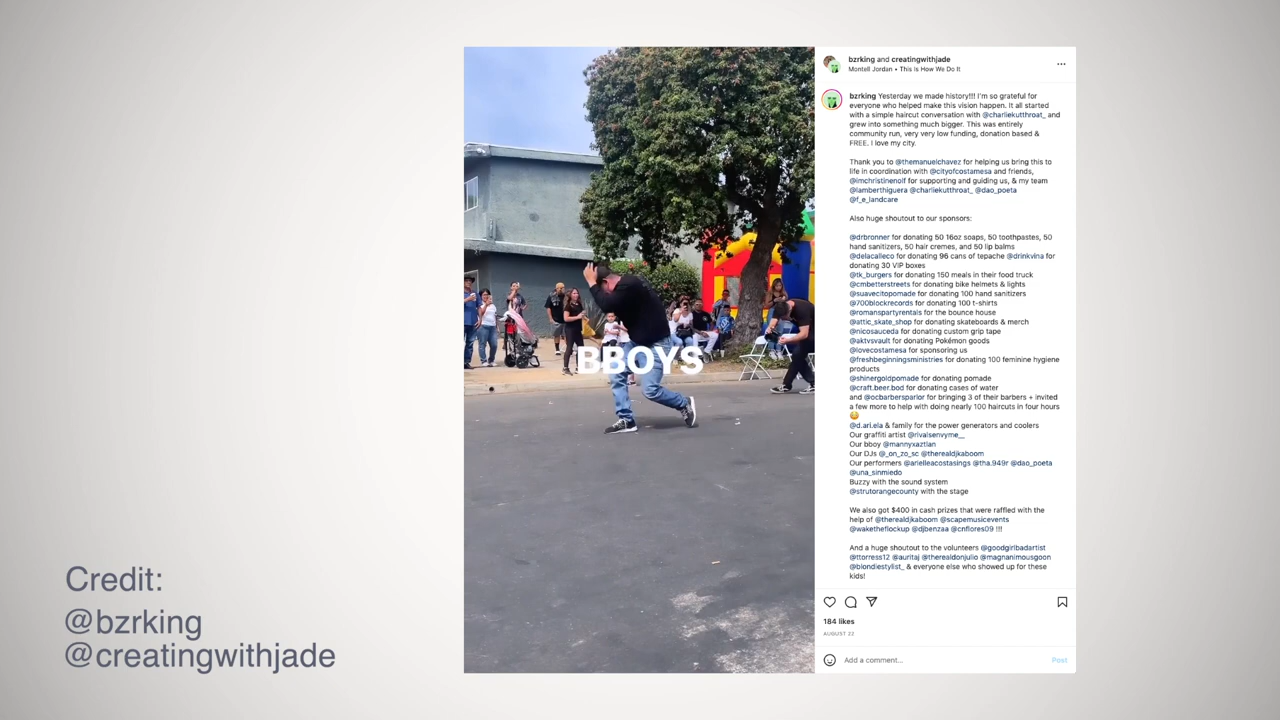 bzrking and creatingwithjade
Montell Jordan • This Is How We Do It
bzrking Yesterday we made history!!! I'm so grateful for
everyone who helped make this vision happen. It all started
with a simple haircut conversation with @charliekutthroat_ and
grew into something much bigger. This was entirely
community run, very very low funding, donation based &
FREE. I love my city.
Thank you to @themanuelchavez for helping us bring this to
life in coordination with @cityofcostamesa and friends,
@imchristinenolf for supporting and guiding us, & my team
@lamberthiguera @charliekutthroat_ @dao_poeta
@f_e_landcare
Also huge shoutout to our sponsors:
@drbronner for donating 50 16oz soaps, 50 toothpastes, 50
hand sanitizers, 50 hair cremes, and 50 lip balms
@delacalleco for donating 96 cans of tepache @drinkvina for
donating 30 VIP boxes
@tk_burgers for donating 150 meals in their food truck
@cmbetterstreets for donating bike helmets & lights
@suavecitopomade for donating 100 hand sanitizers
@700blockrecords for donating 100 t-shirts
@romanspartyrentals for the bounce house
@attic_skate_shop for donating skateboards & merch
@nicosauceda for donating custom grip tape
@aktvsvault for donating Pokémon goods
@lovecostamesa for sponsoring us
@freshbeginningsministries for donating 100 feminine hygiene
products
@shinergoldpomade for donating pomade
@craft.beer.bod for donating cases of water
and @ocbarbersparlor for bringing 3 of their barbers + invited
a few more to help with doing nearly 100 haircuts in four hours
😳
@d.ari.ela & family for the power generators and coolers
Our graffiti artist @rivalsenvyme__
Our bboy @mannyxaztlan
Our DJs @_on_zo_sc @therealdjkaboom
Our performers @arielleacostasings @tha.949r @dao_poeta
@una_sinmiedo
Buzzy with the sound system
@strutorangecounty with the stage
We also got $400 in cash prizes that were raffled with the
help of @therealdjkaboom @scapemusicevents
@waketheflockup @djbenzaa @cnflores09 !!!
And a huge shoutout to the volunteers @goodgirlbadartist
@ttorress12 @auritaj @therealdonjulio @magnanimousgoon
@blondiestylist_ & everyone else who showed up for these
kids!
184 likes
AUGUST 22
Add a comment...
Post
BBOYS
Credit:
@bzrking
@creatingwithjade